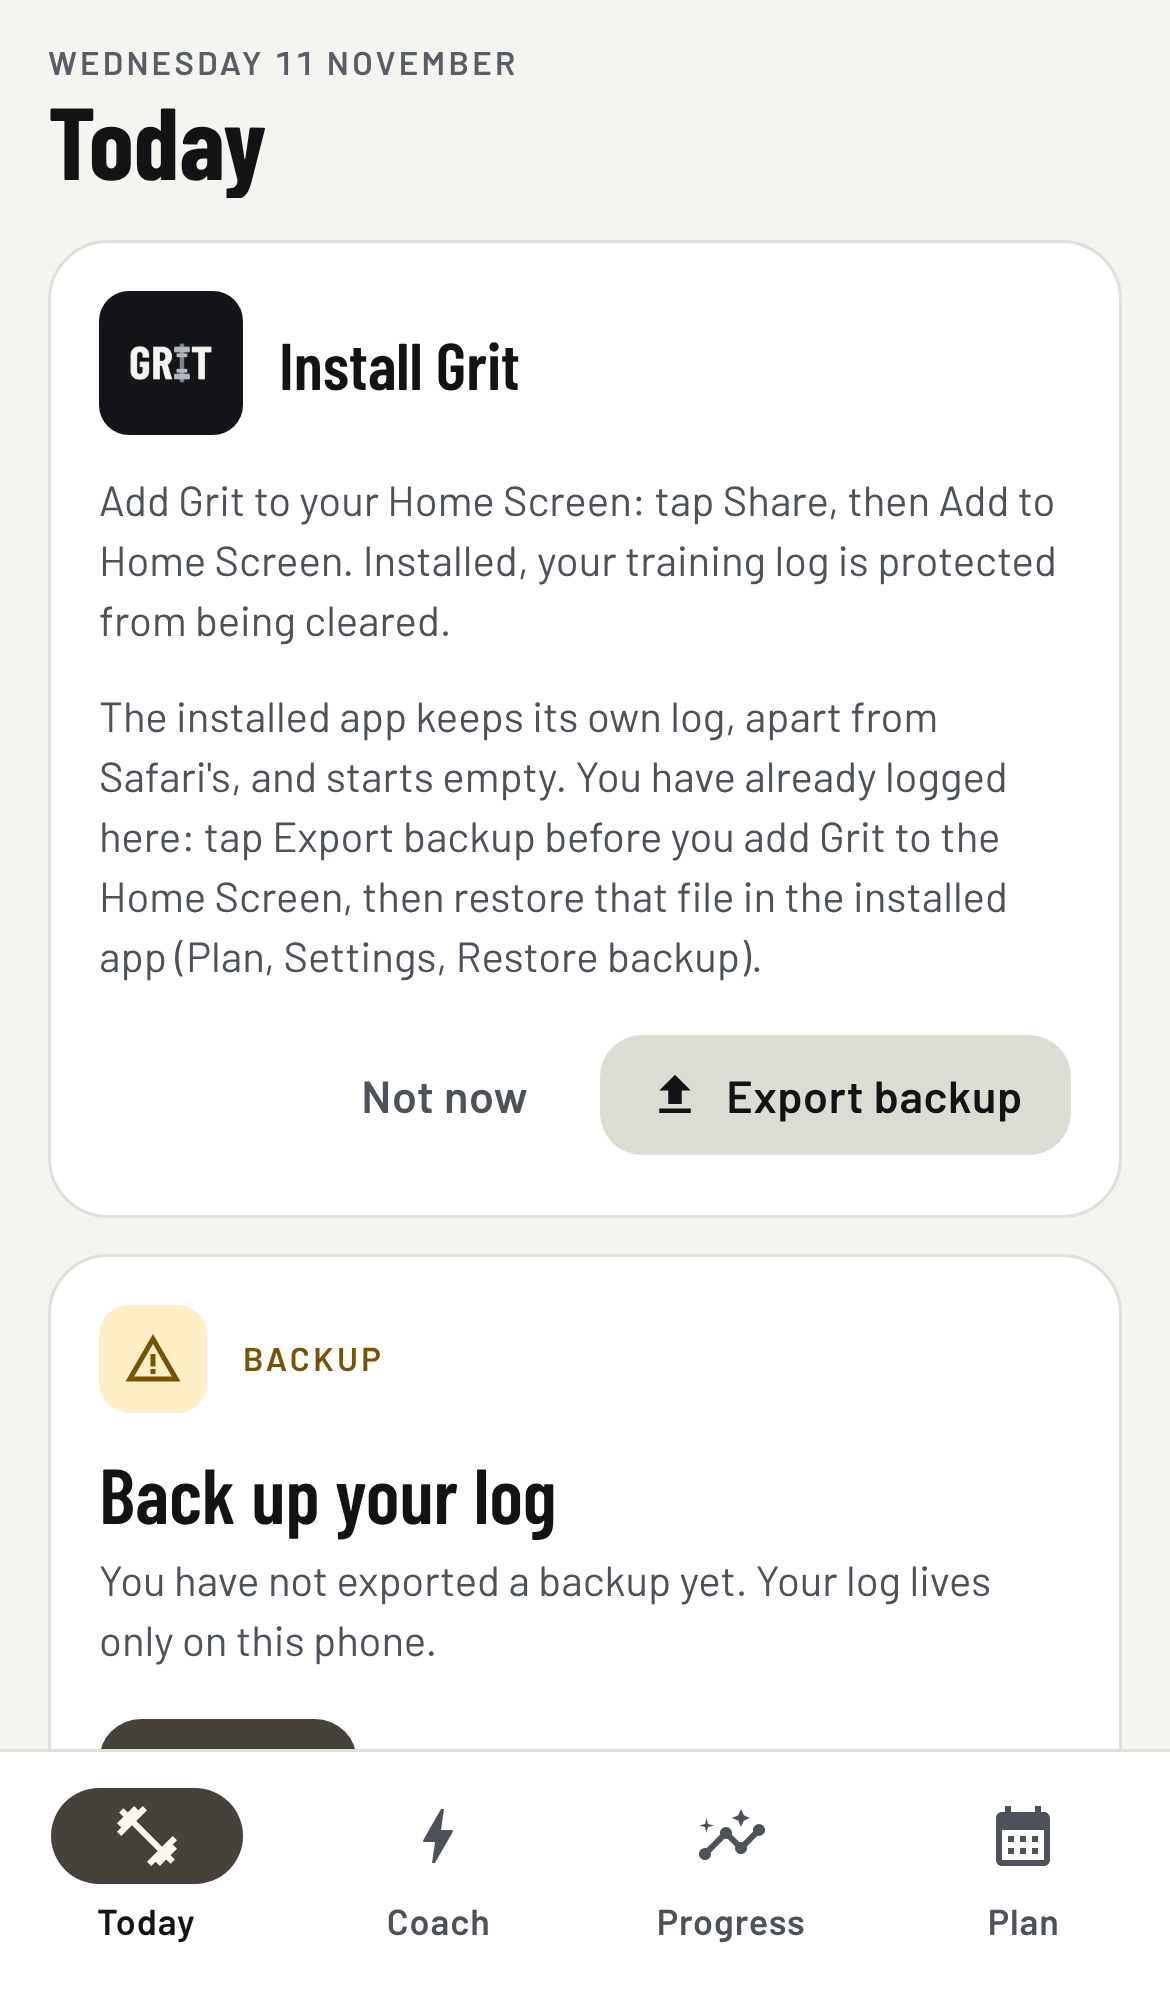 WEDNESDAY 11 NOVEMBER
Today
GRIT
Install Grit
Add Grit to your Home Screen: tap Share, then Add to
Home Screen. Installed, your training log is protected
from being cleared.
The installed app keeps its own log, apart from
Safari's, and starts empty. You have already logged
here: tap Export backup before you add Grit to the
Home Screen, then restore that file in the installed
app (Plan, Settings, Restore backup).
Not now
Export backup
BACKUP
Back up your log
You have not exported a backup yet. Your log lives
only on this phone.
Today
Coach
Progress
Plan